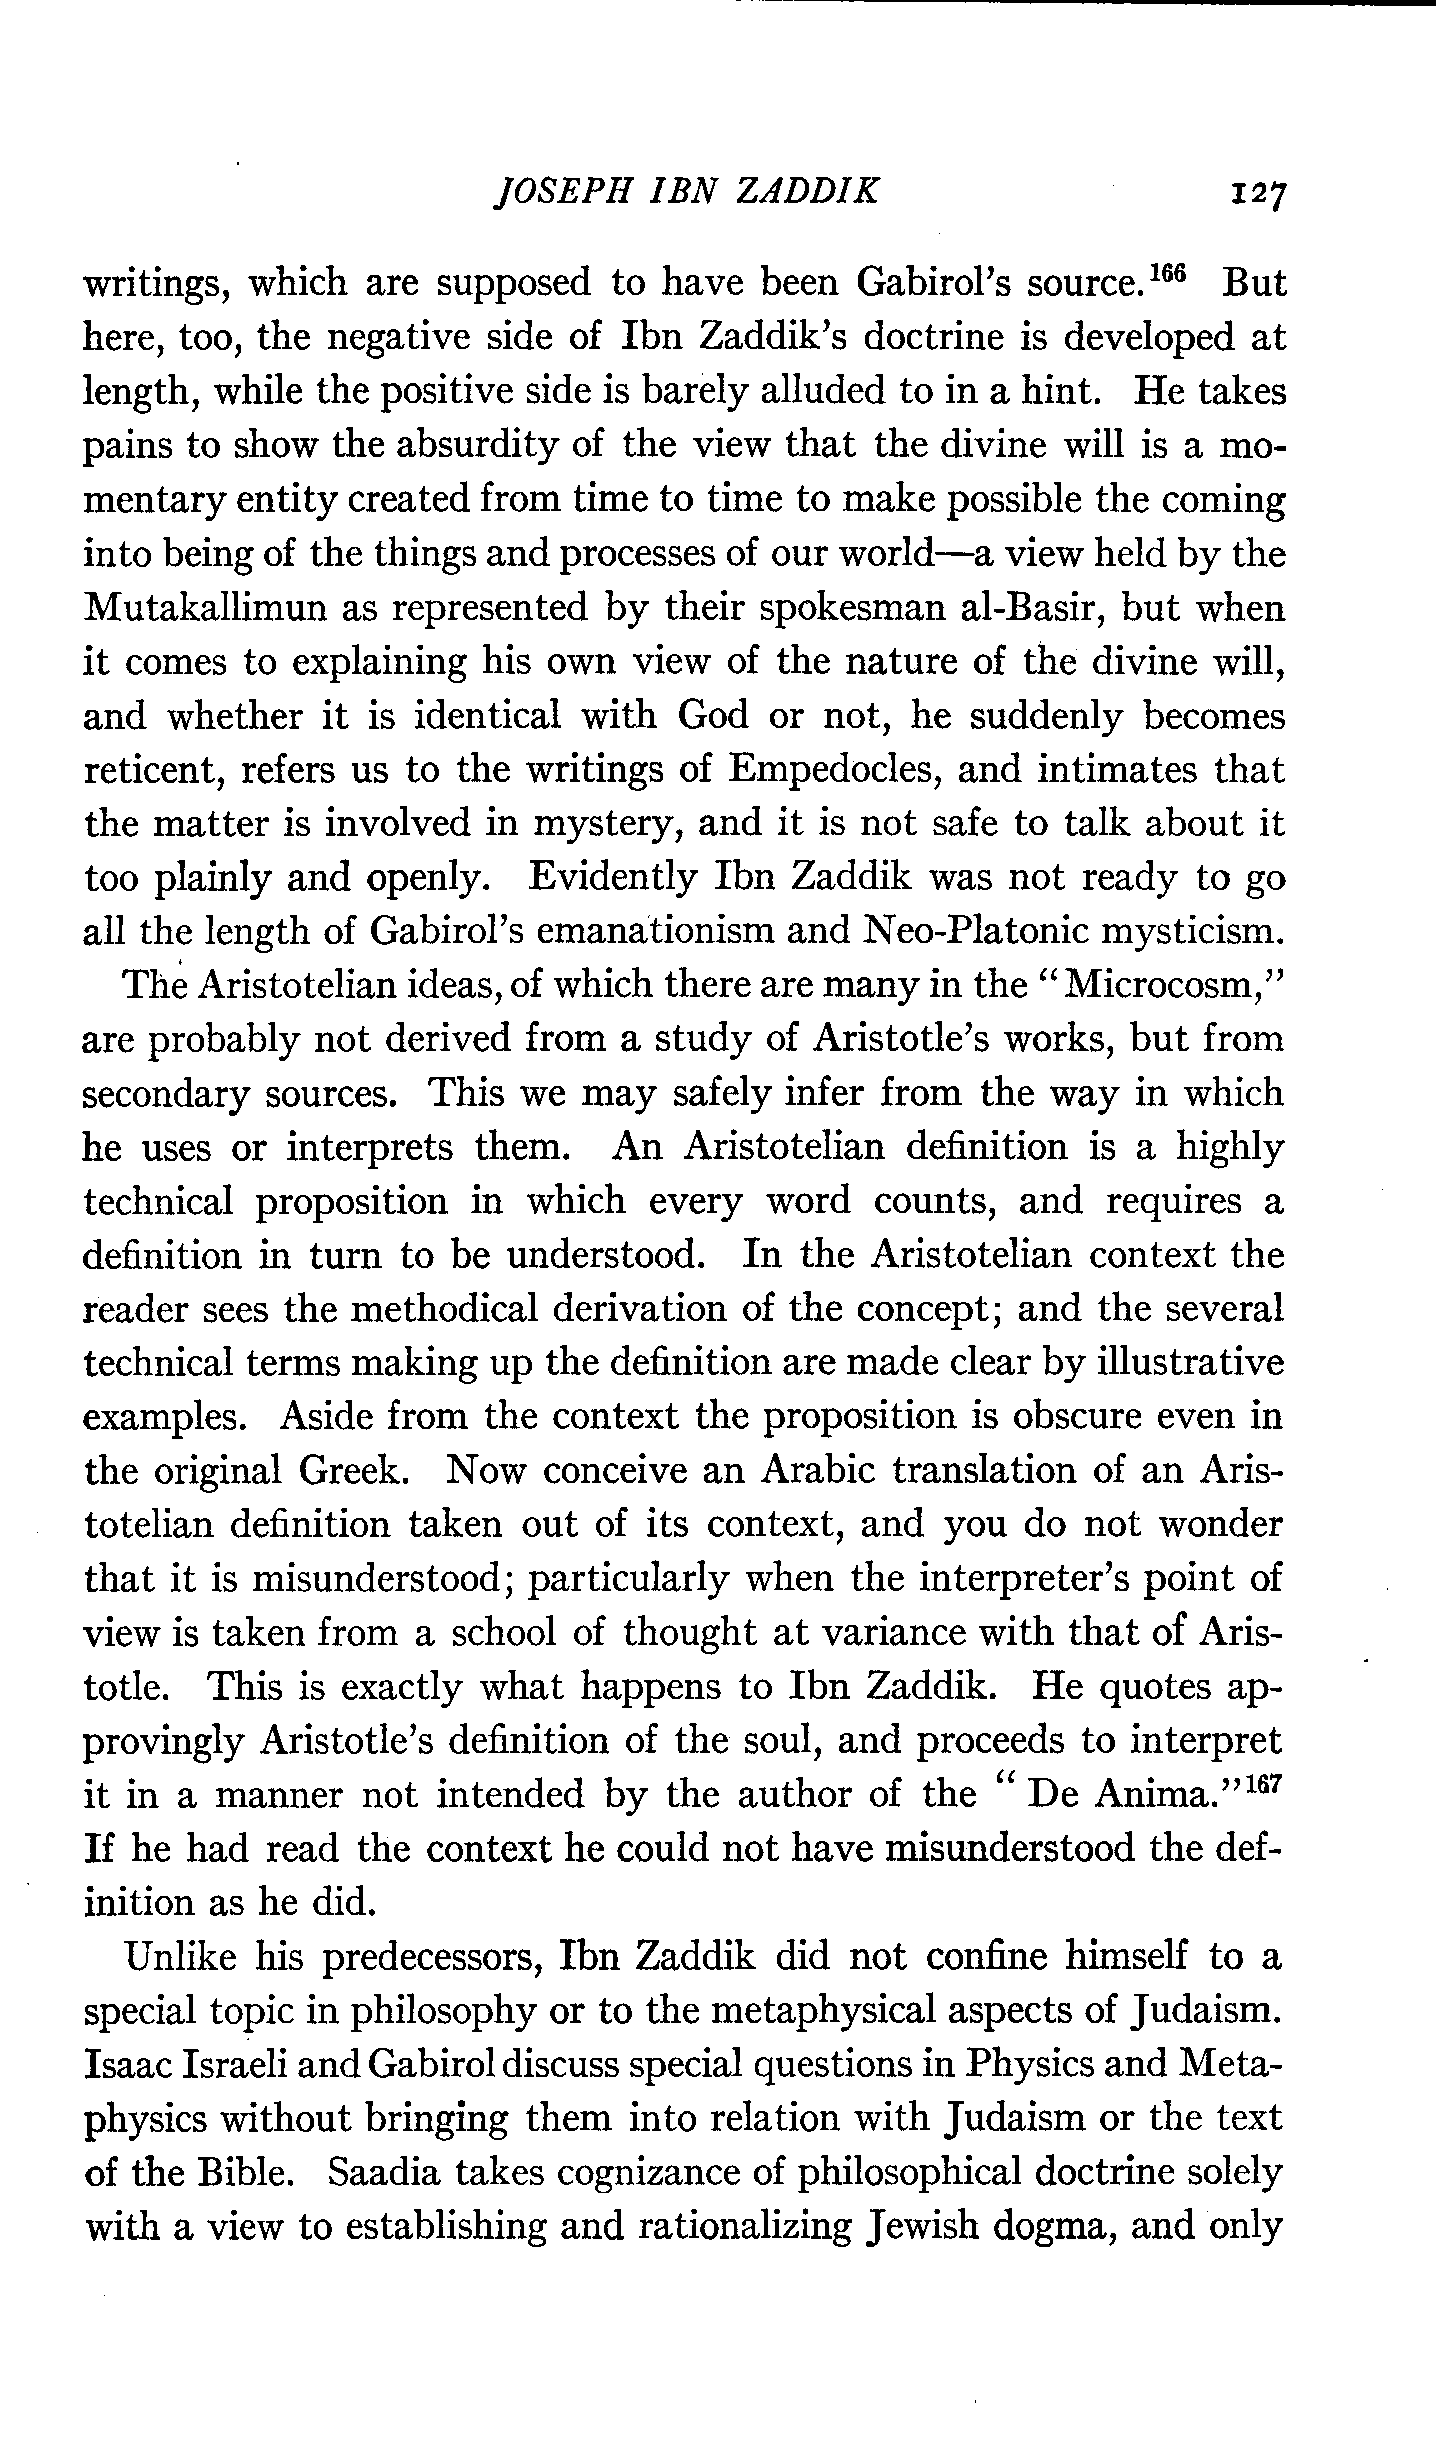 JOSEPH IBN ZADDIK 127
writings, which are supposed to have been Gabirol's source.¹⁶⁶ But
here, too, the negative side of Ibn Zaddik's doctrine is developed at
length, while the positive side is barely alluded to in a hint. He takes
pains to show the absurdity of the view that the divine will is a mo-
mentary entity created from time to time to make possible the coming
into being of the things and processes of our world—a view held by the
Mutakallimun as represented by their spokesman al-Basir, but when
it comes to explaining his own view of the nature of the divine will,
and whether it is identical with God or not, he suddenly becomes
reticent, refers us to the writings of Empedocles, and intimates that
the matter is involved in mystery, and it is not safe to talk about it
too plainly and openly. Evidently Ibn Zaddik was not ready to go
all the length of Gabirol's emanationism and Neo-Platonic mysticism.
The Aristotelian ideas, of which there are many in the "Microcosm,"
are probably not derived from a study of Aristotle's works, but from
secondary sources. This we may safely infer from the way in which
he uses or interprets them. An Aristotelian definition is a highly
technical proposition in which every word counts, and requires a
definition in turn to be understood. In the Aristotelian context the
reader sees the methodical derivation of the concept; and the several
technical terms making up the definition are made clear by illustrative
examples. Aside from the context the proposition is obscure even in
the original Greek. Now conceive an Arabic translation of an Aris-
totelian definition taken out of its context, and you do not wonder
that it is misunderstood; particularly when the interpreter's point of
view is taken from a school of thought at variance with that of Aris-
totle. This is exactly what happens to Ibn Zaddik. He quotes ap-
provingly Aristotle's definition of the soul, and proceeds to interpret
it in a manner not intended by the author of the " De Anima."¹⁶⁷
If he had read the context he could not have misunderstood the def-
inition as he did.
Unlike his predecessors, Ibn Zaddik did not confine himself to a
special topic in philosophy or to the metaphysical aspects of Judaism.
Isaac Israeli and Gabirol discuss special questions in Physics and Meta-
physics without bringing them into relation with Judaism or the text
of the Bible. Saadia takes cognizance of philosophical doctrine solely
with a view to establishing and rationalizing Jewish dogma, and only